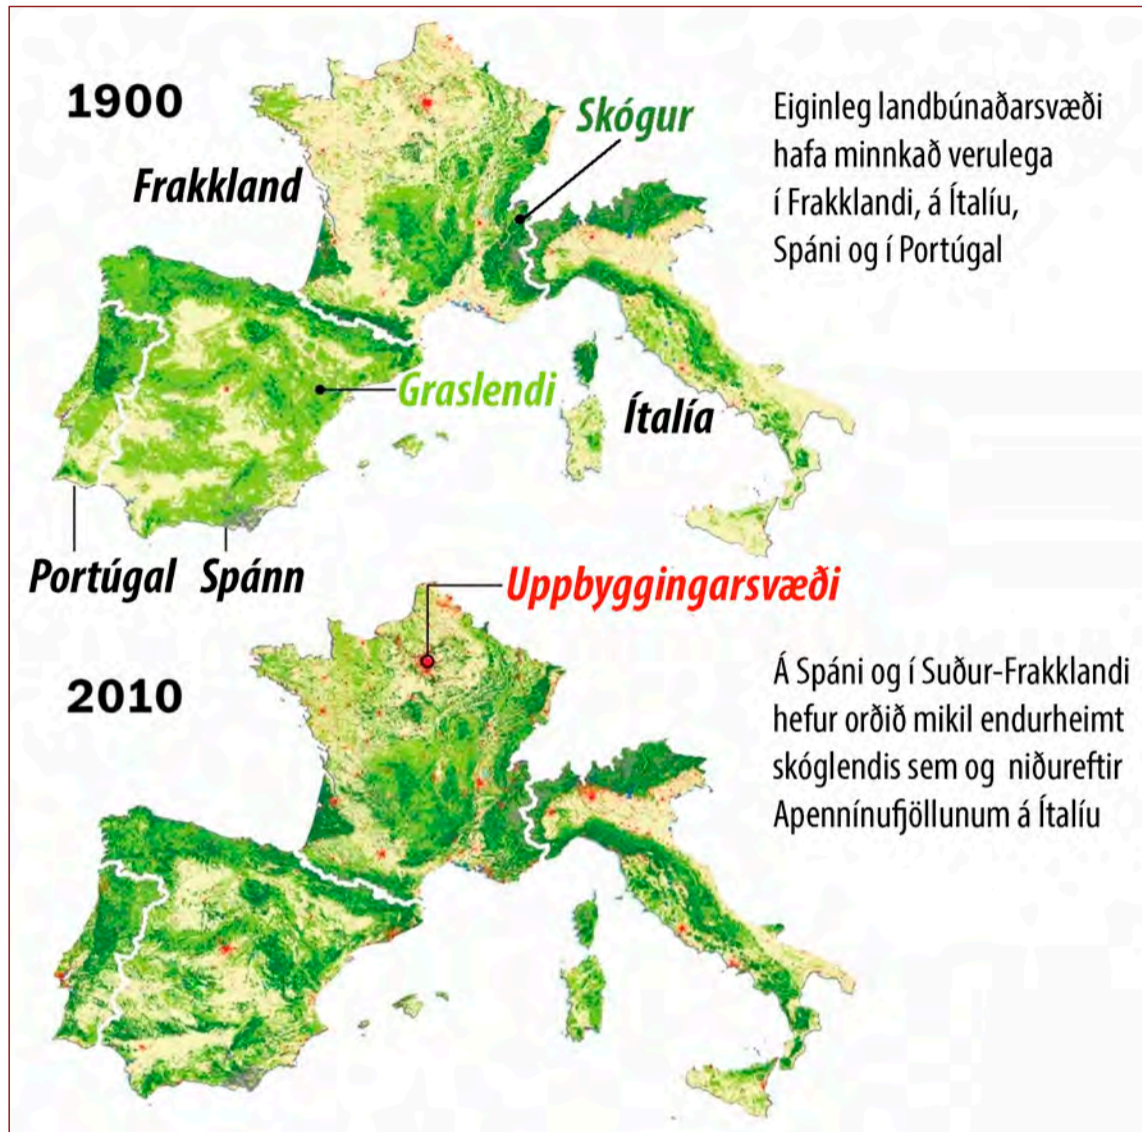 1900
Skógur
Eiginleg landbúnaðarsvæði
hafa minnkað verulega
í Frakklandi, á Ítalíu,
Spáni og í Portúgal
Frakkland
Graslendi
Ítalía
Portúgal
Spánn
Uppbyggingarsvæði
2010
Á Spáni og í Suður-Frakklandi
hefur orðið mikil endurheimt
skóglendis sem og niðureftir
Apennínufjöllunum á Ítalíu